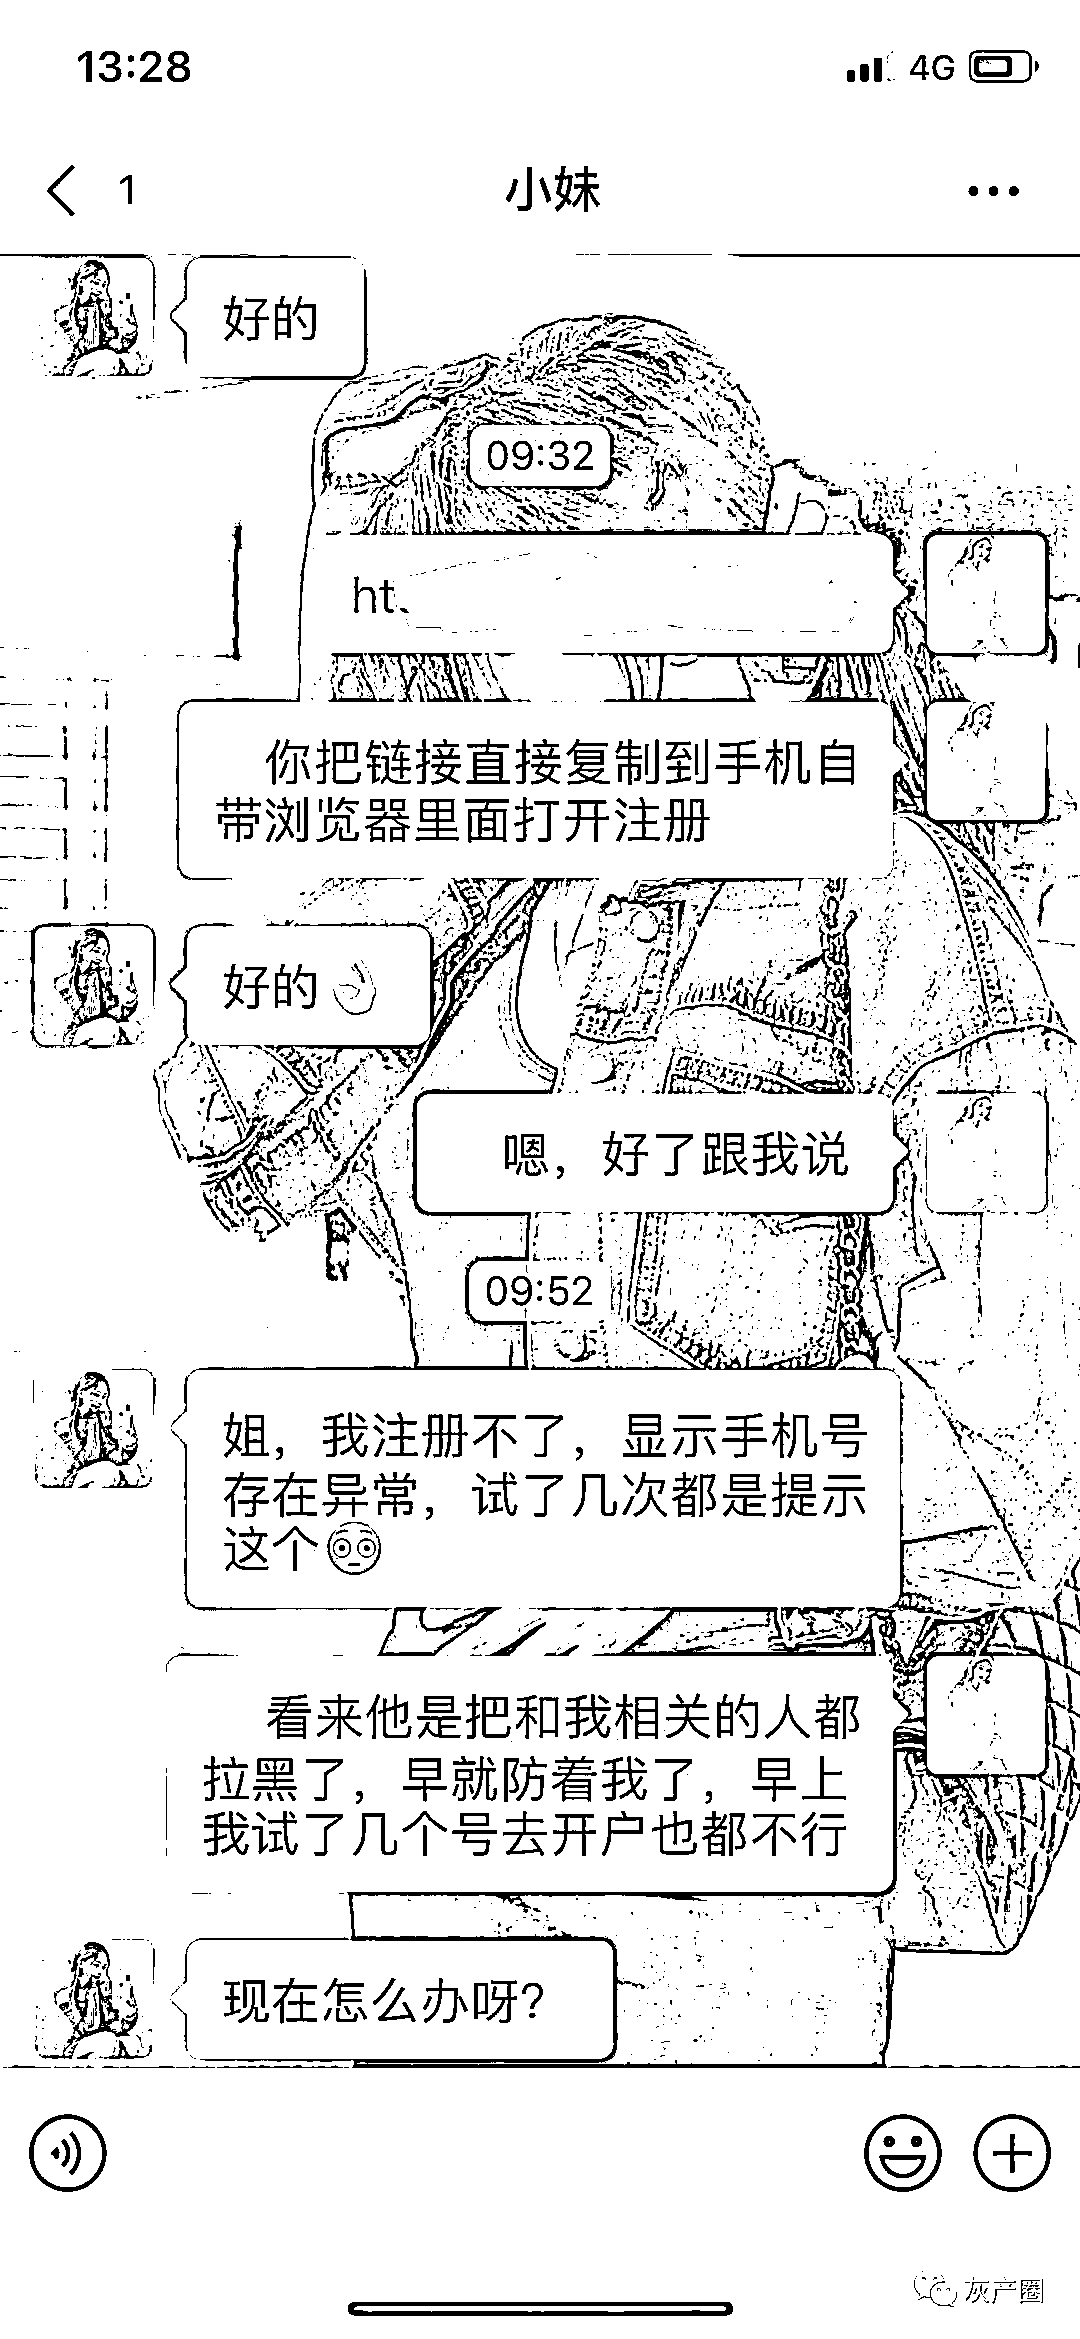 13:28
4G
1
小妹
好的
09:32
ht
你把链接直接复制到手机自
带浏览器里面打开注册
好的👌
嗯，好了跟我说
09:52
姐，我注册不了，显示手机号
存在异常，试了几次都是提示
这个😳
看来他是把和我相关的人都
拉黑了，早就防着我了，早上
我试了几个号去开户也都不行
现在怎么办呀？
灰产圈